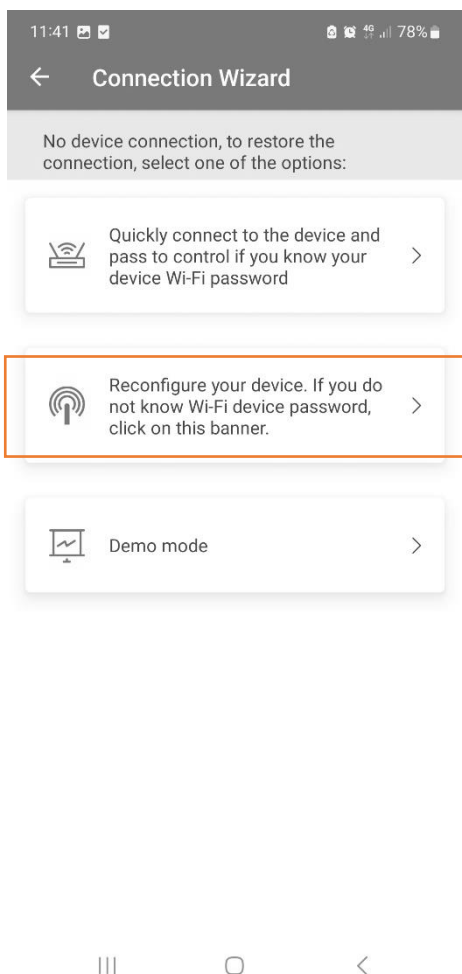 11:41 4G 78%
Connection Wizard
No device connection, to restore the
connection, select one of the options:
Quickly connect to the device and
pass to control if you know your
device Wi-Fi password
Reconfigure your device. If you do
not know Wi-Fi device password,
click on this banner.
Demo mode